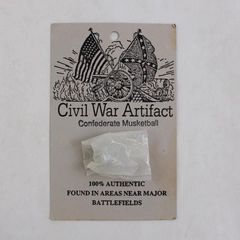 Civil War Artifact
Confederate Musketball
100% AUTHENTIC
FOUND IN AREAS NEAR MAJOR
BATTLEFIELDS